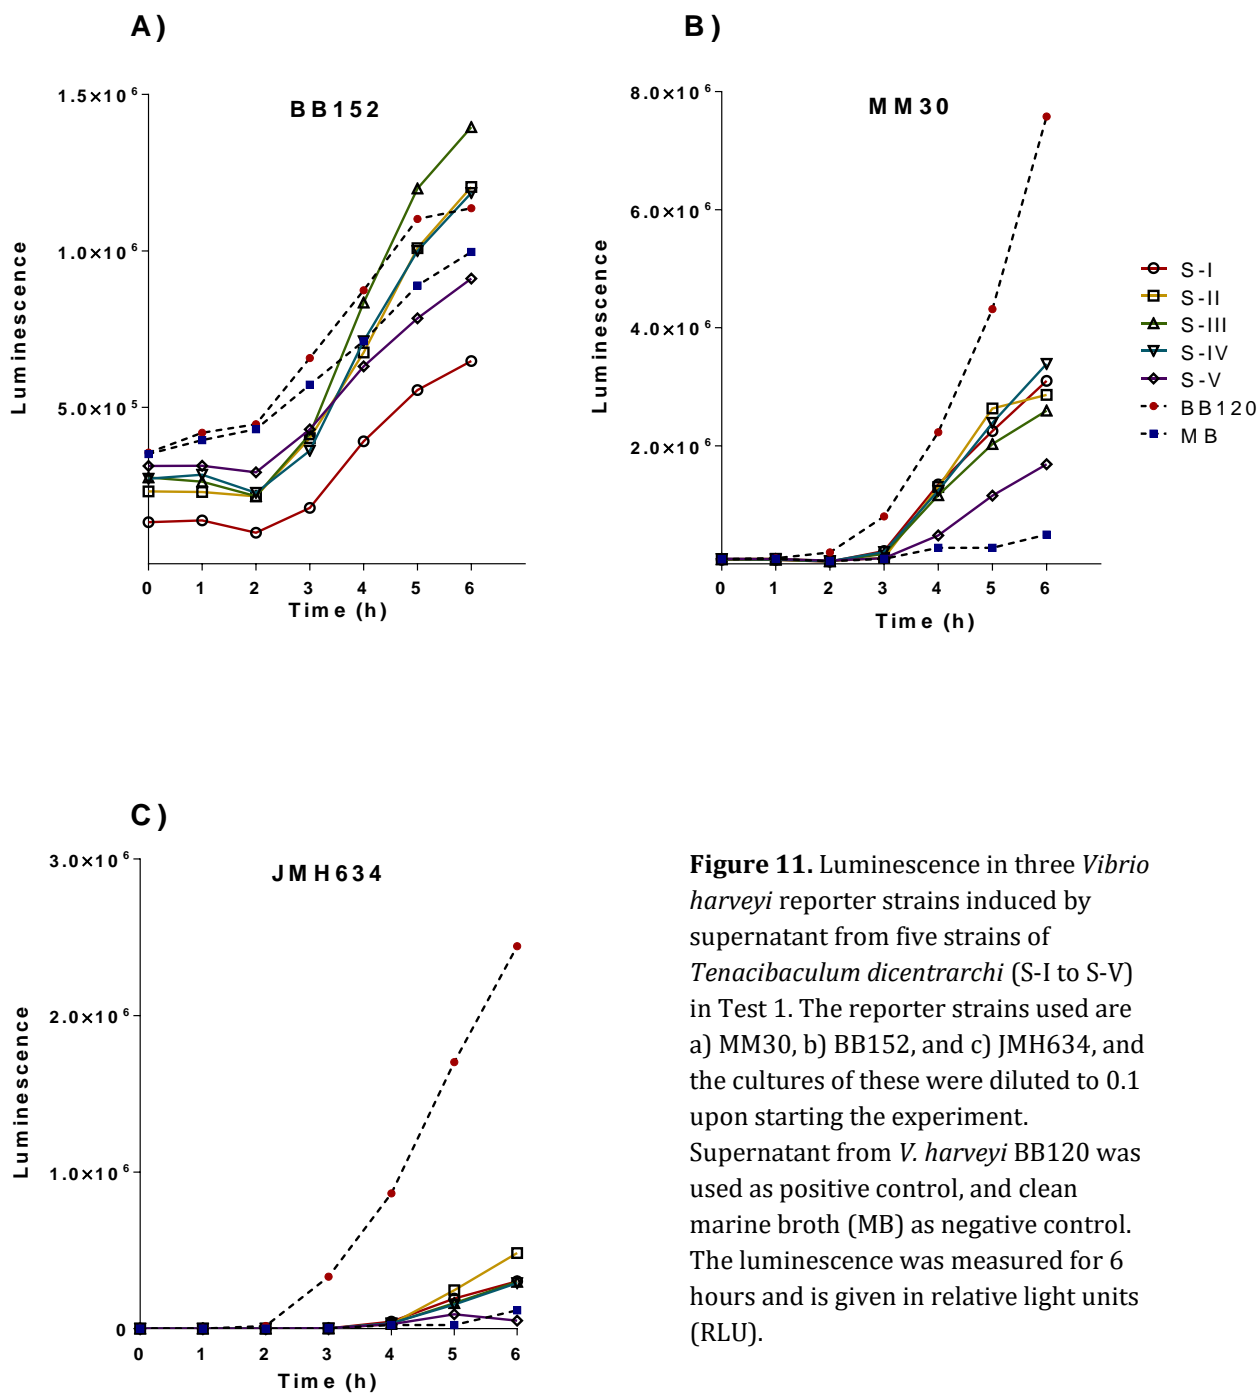 A)
BB152
Luminescence
1.5×10⁶
1.0×10⁶
5.0×10⁵
0 1 2 3 4 5 6
Time (h)
B)
MM30
Luminescence
8.0×10⁶
6.0×10⁶
4.0×10⁶
2.0×10⁶
0 1 2 3 4 5 6
Time (h)
S-I
S-II
S-III
S-IV
S-V
BB120
MB
C)
JMH634
Luminescence
3.0×10⁶
2.0×10⁶
1.0×10⁶
0
0 1 2 3 4 5 6
Time (h)
Figure 11. Luminescence in three Vibrio
harveyi reporter strains induced by
supernatant from five strains of
Tenacibaculum dicentrarchi (S-I to S-V)
in Test 1. The reporter strains used are
a) MM30, b) BB152, and c) JMH634, and
the cultures of these were diluted to 0.1
upon starting the experiment.
Supernatant from V. harveyi BB120 was
used as positive control, and clean
marine broth (MB) as negative control.
The luminescence was measured for 6
hours and is given in relative light units
(RLU).